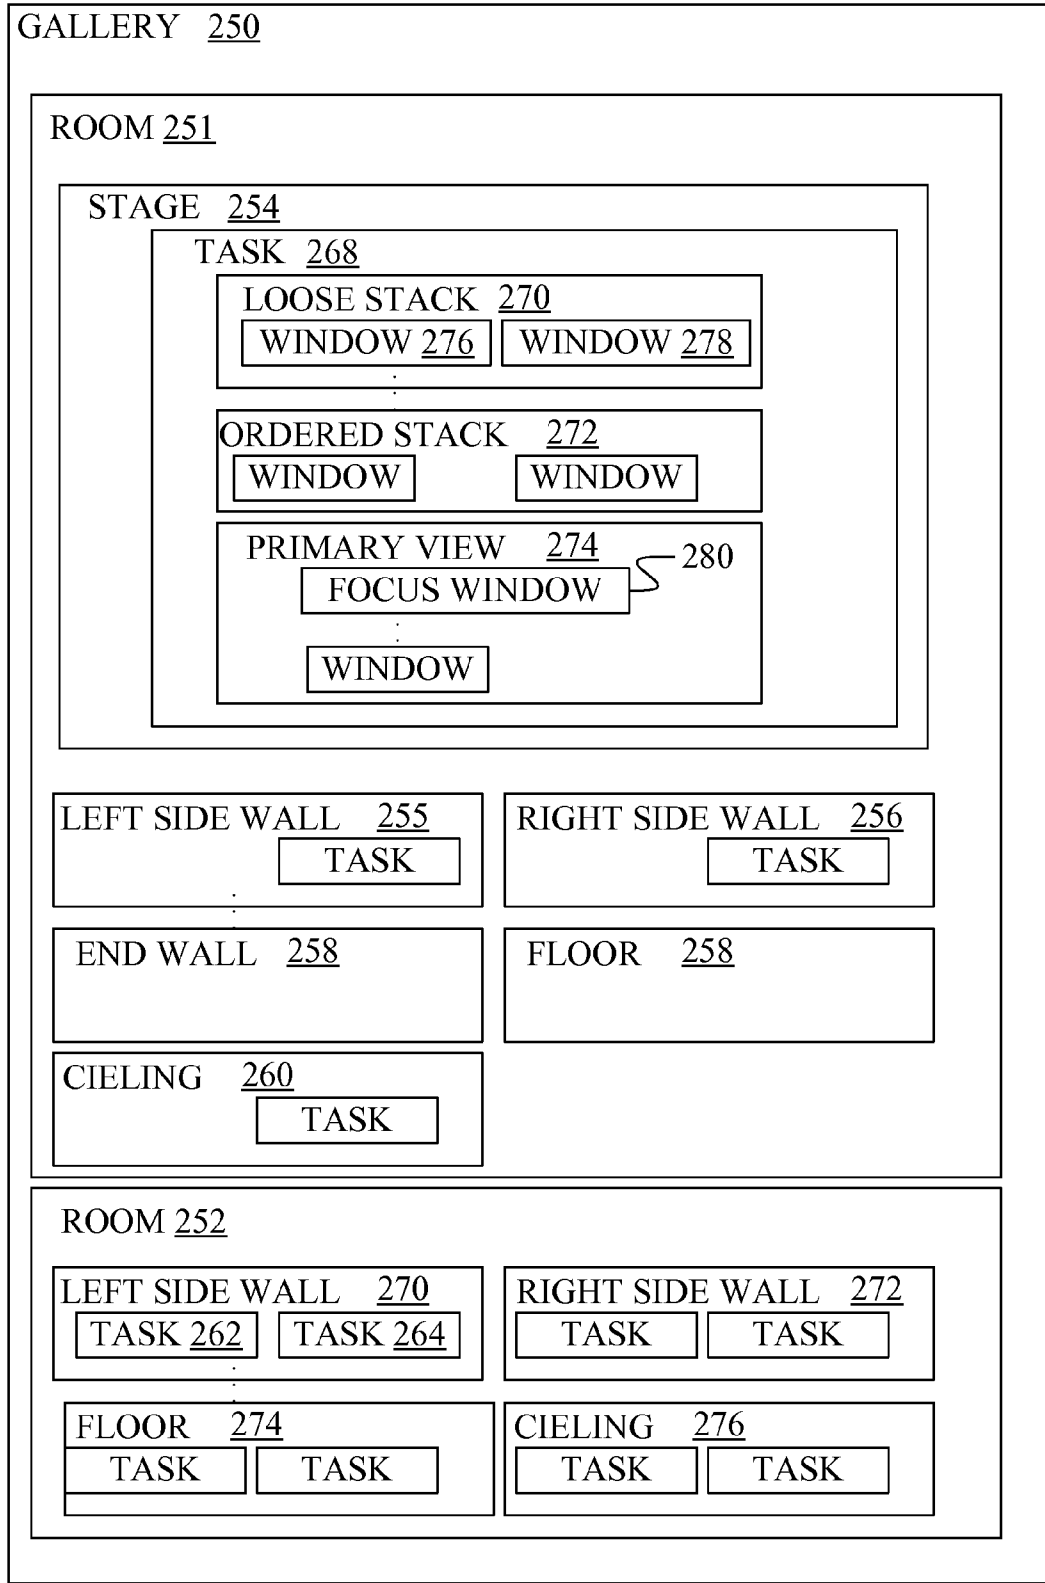 GALLERY 250
ROOM 251
STAGE 254
TASK 268
LOOSE STACK 270
WINDOW 276 WINDOW 278
ORDERED STACK 272
WINDOW WINDOW
PRIMARY VIEW 274
280
FOCUS WINDOW
WINDOW
LEFT SIDE WALL 255
TASK
RIGHT SIDE WALL 256
TASK
END WALL 258
FLOOR 258
CIELING 260
TASK
ROOM 252
LEFT SIDE WALL 270
TASK 262 TASK 264
RIGHT SIDE WALL 272
TASK TASK
FLOOR 274
TASK TASK
CIELING 276
TASK TASK